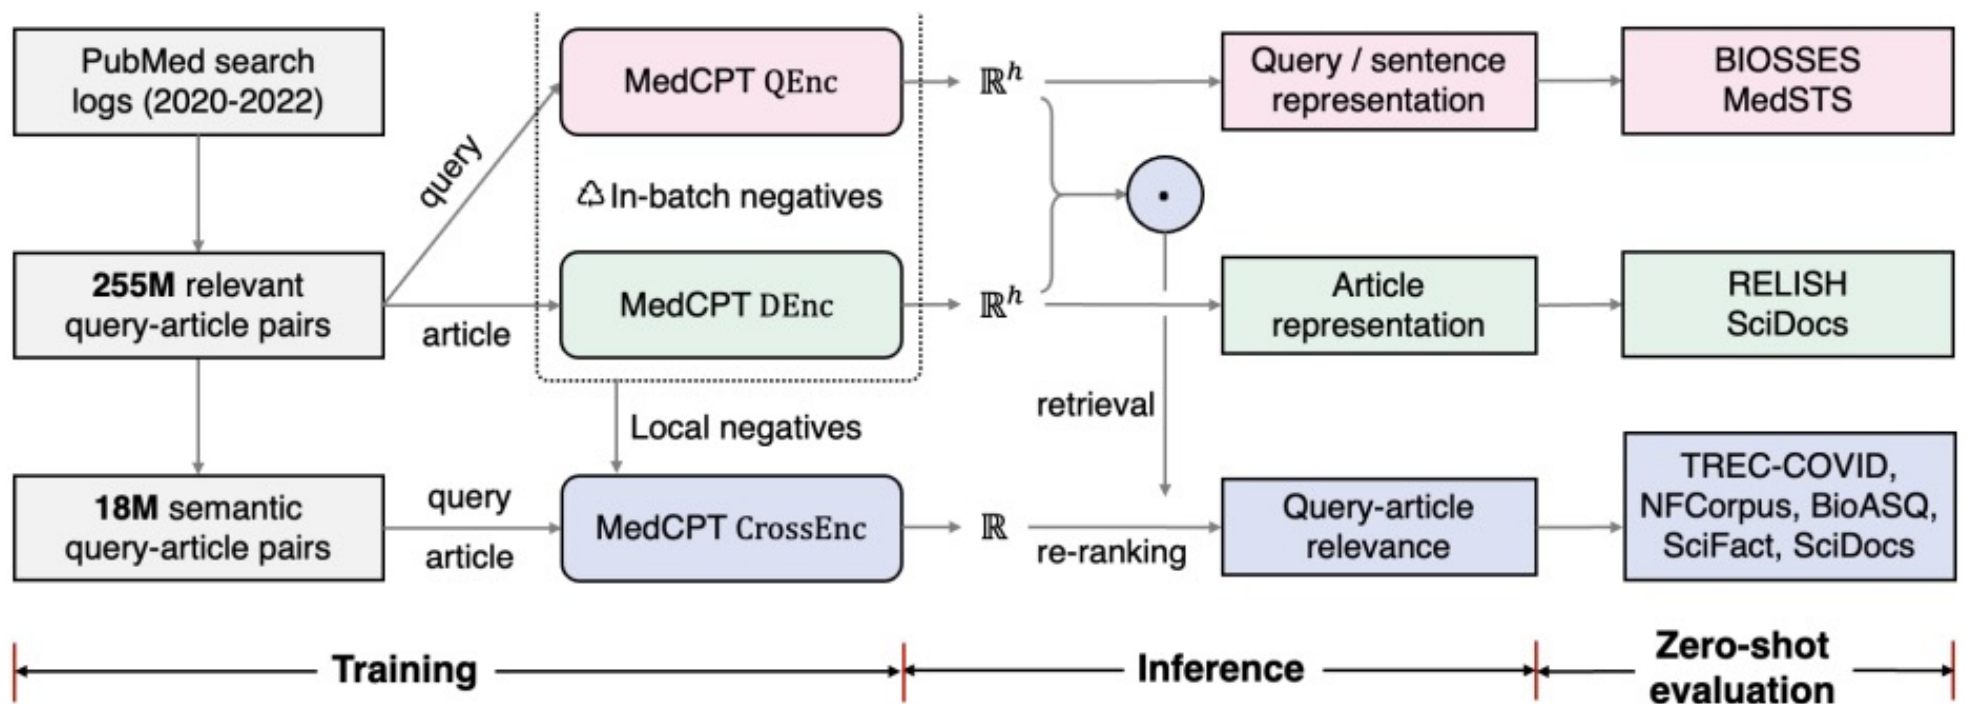 PubMed search
logs (2020-2022)
255M relevant
query-article pairs
18M semantic
query-article pairs
query
article
query
article
MedCPT QEnc
In-batch negatives
MedCPT DEnc
Local negatives
MedCPT CrossEnc
ℝʰ
ℝʰ
ℝ
retrieval
re-ranking
Query / sentence
representation
Article
representation
Query-article
relevance
BIOSSES
MedSTS
RELISH
SciDocs
TREC-COVID,
NFCorpus, BioASQ,
SciFact, SciDocs
Training
Inference
Zero-shot
evaluation